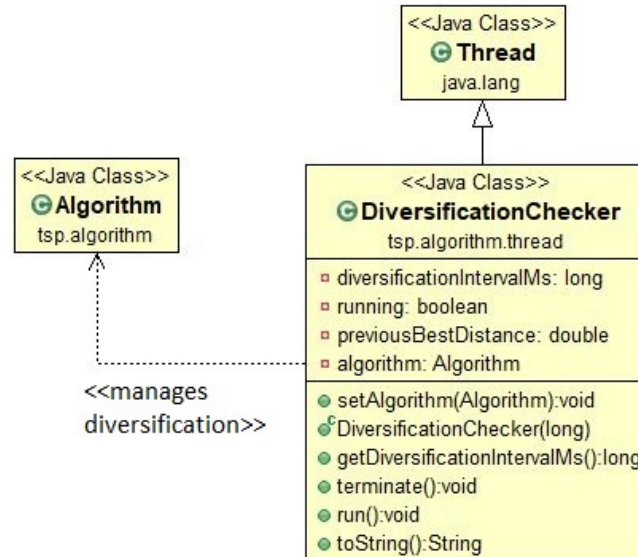 <<Java Class>>
Thread
java.lang
<<Java Class>>
Algorithm
tsp.algorithm
<<Java Class>>
DiversificationChecker
tsp.algorithm.thread
diversificationIntervalMs: long
running: boolean
previousBestDistance: double
algorithm: Algorithm
<<manages
diversification>>
setAlgorithm(Algorithm):void
DiversificationChecker(long)
getDiversificationIntervalMs():long
terminate():void
run():void
toString():String